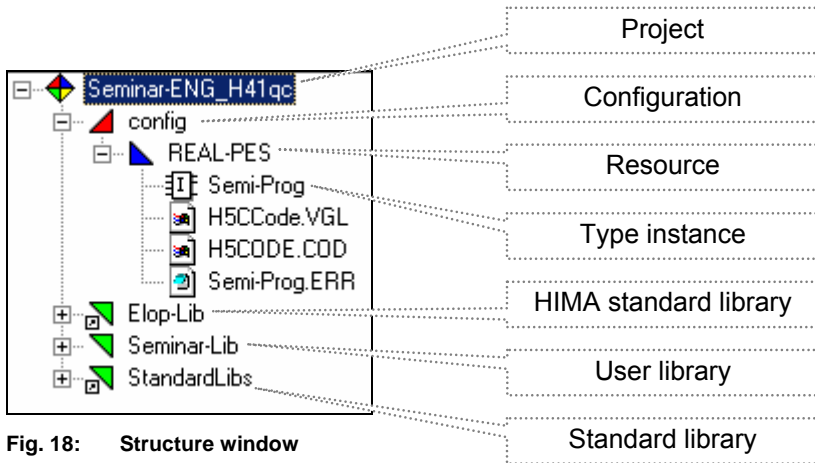 Project
Seminar-ENG_H41qc
Configuration
config
REAL-PES
Resource
Semi-Prog
H5CCode.VGL
Type instance
H5CODE.COD
Semi-Prog.ERR
HIMA standard library
Elop-Lib
Seminar-Lib
User library
StandardLibs
Fig. 18: Structure window
Standard library